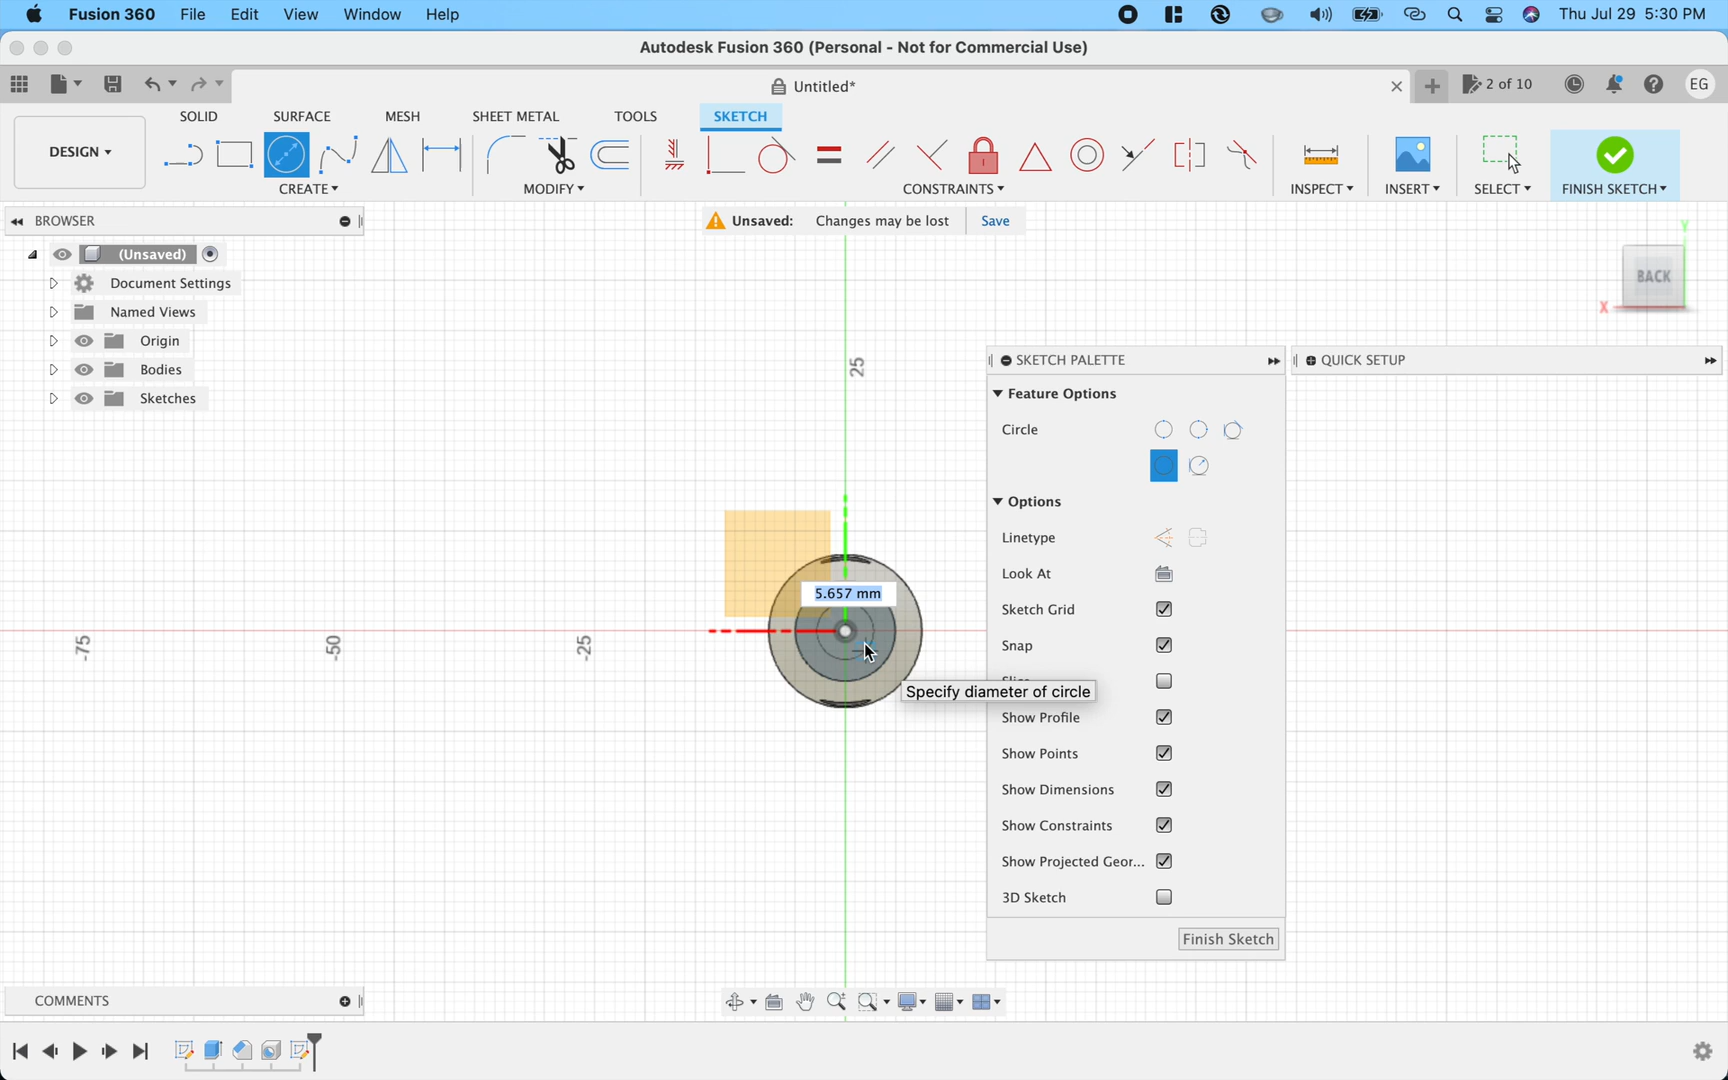 Fusion 360 File Edit View Window Help Thu Jul 29 5:30 PM
Autodesk Fusion 360 (Personal - Not for Commercial Use)
Untitled* 2 of 10 EG
SOLID SURFACE MESH SHEET METAL TOOLS SKETCH
DESIGN
CREATE MODIFY CONSTRAINTS INSPECT INSERT SELECT FINISH SKETCH
BROWSER
Unsaved: Changes may be lost Save
(Unsaved)
Document Settings
Named Views
Origin
Bodies
Sketches
Y
BACK
X
25
-75
-50
-25
5.657 mm
Specify diameter of circle
SKETCH PALETTE
QUICK SETUP
Feature Options
Circle
Options
Linetype
Look At
Sketch Grid
Snap
Show Profile
Show Points
Show Dimensions
Show Constraints
Show Projected Geor...
3D Sketch
Finish Sketch
COMMENTS